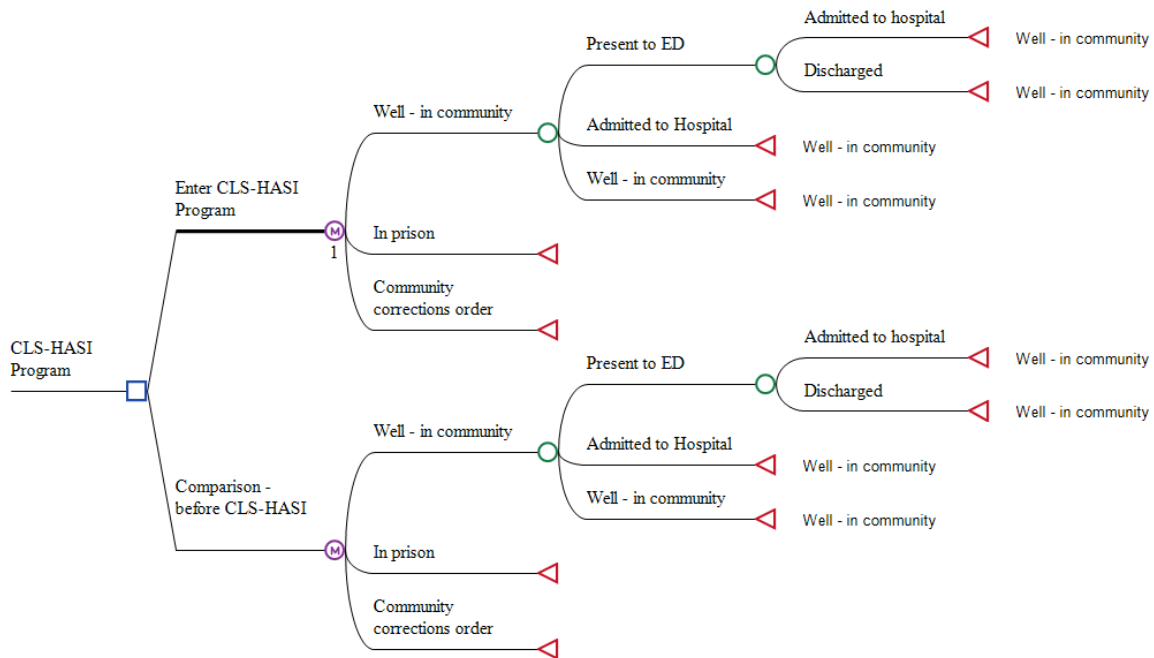 Admitted to hospital
Well - in community
Present to ED
Discharged
Well - in community
Well - in community
Admitted to Hospital
Well - in community
Enter CLS-HASI
Program
Well - in community
Well - in community
M
1
In prison
Community
corrections order
CLS-HASI
Program
Admitted to hospital
Well - in community
Present to ED
Discharged
Well - in community
Well - in community
Admitted to Hospital
Well - in community
Comparison -
before CLS-HASI
Well - in community
Well - in community
M
In prison
Community
corrections order